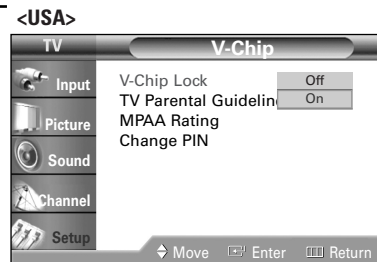 <USA>
TV V-Chip
Input
Picture
Sound
Channel
Setup
V-Chip Lock Off
TV Parental Guidelin On
MPAA Rating
Change PIN
Move Enter Return